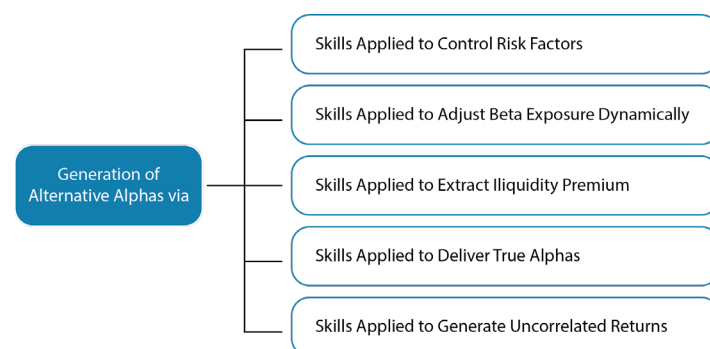 Skills Applied to Control Risk Factors
Skills Applied to Adjust Beta Exposure Dynamically
Generation of
Alternative Alphas via
Skills Applied to Extract Iliquidity Premium
Skills Applied to Deliver True Alphas
Skills Applied to Generate Uncorrelated Returns